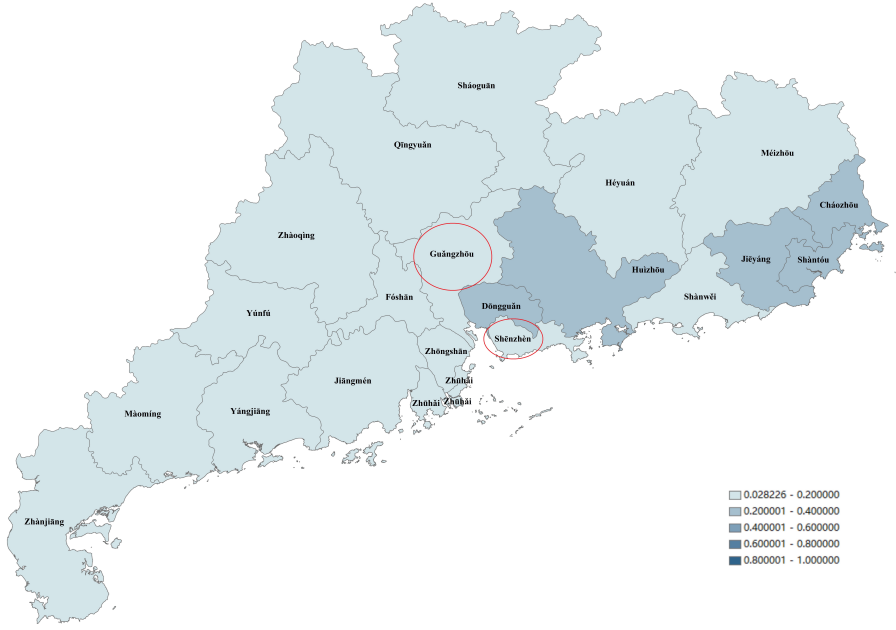 Sháoguān
Qīngyuǎn
Méizhōu
Héyuán
Cháozhōu
Zhàoqìng
Guǎngzhōu
Jiēyáng
Shàntóu
Huìzhōu
Fóshān
Dōngguǎn
Shànwěi
Yúnfú
Shēnzhèn
Zhōngshān
Jiāngmén
Zhūhǎi
Zhūhǎi
Zhūhǎi
Màomíng
Yángjiāng
Zhànjiāng
0.028226 - 0.200000
0.200001 - 0.400000
0.400001 - 0.600000
0.600001 - 0.800000
0.800001 - 1.000000